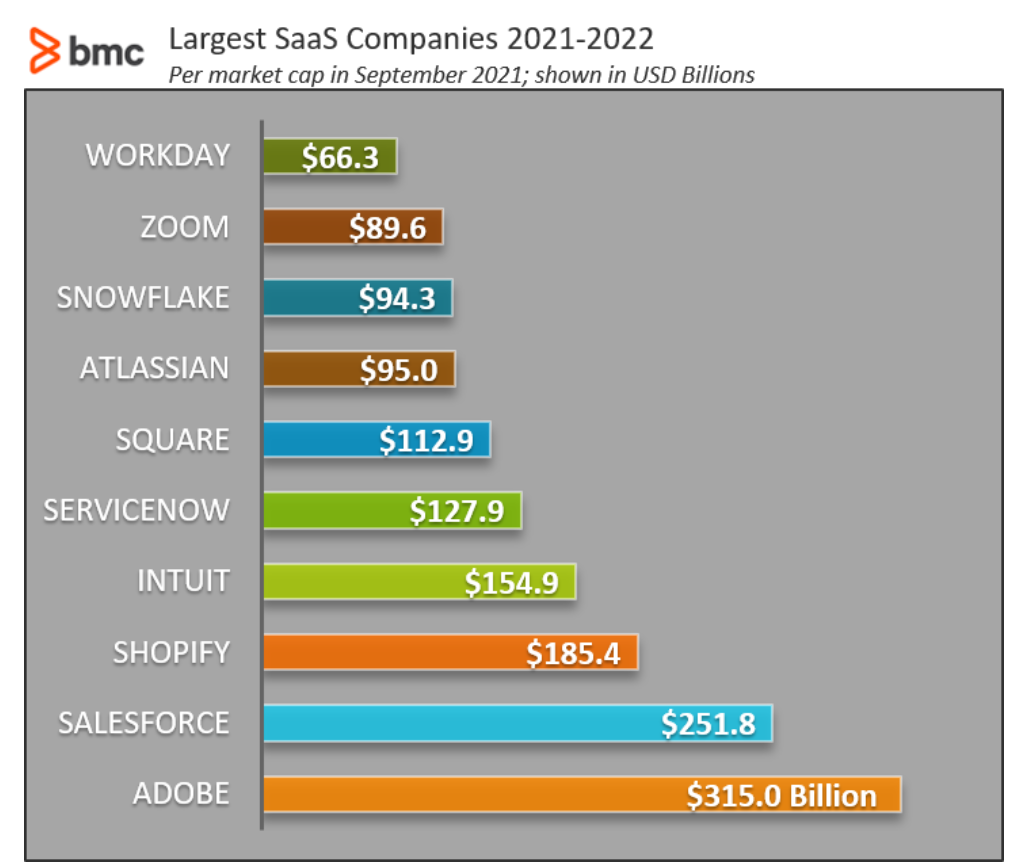 bmc
Largest SaaS Companies 2021-2022
Per market cap in September 2021; shown in USD Billions
WORKDAY $66.3
ZOOM $89.6
SNOWFLAKE $94.3
ATLASSIAN $95.0
SQUARE $112.9
SERVICENOW $127.9
INTUIT $154.9
SHOPIFY $185.4
SALESFORCE $251.8
ADOBE $315.0 Billion